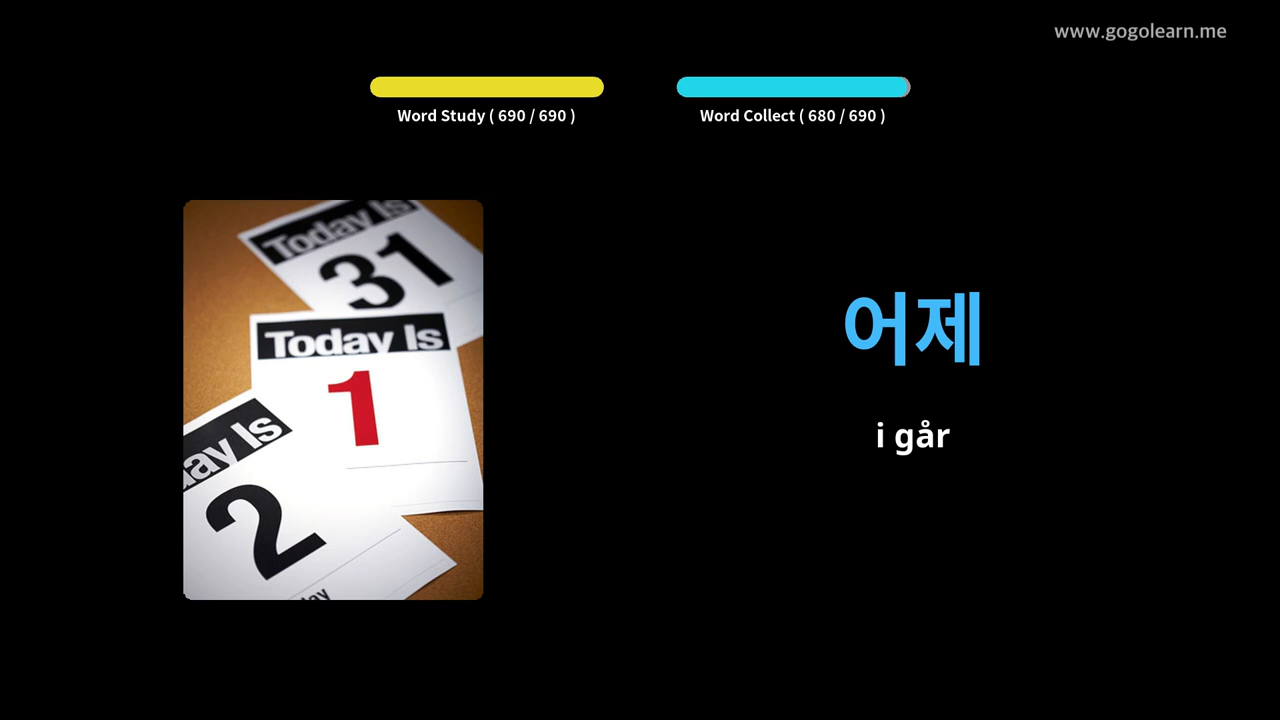 www.gogolearn.me
Word Study ( 690 / 690 )
Word Collect ( 680 / 690 )
Today Is
31
Today Is
1
ay Is
2
어제
i går